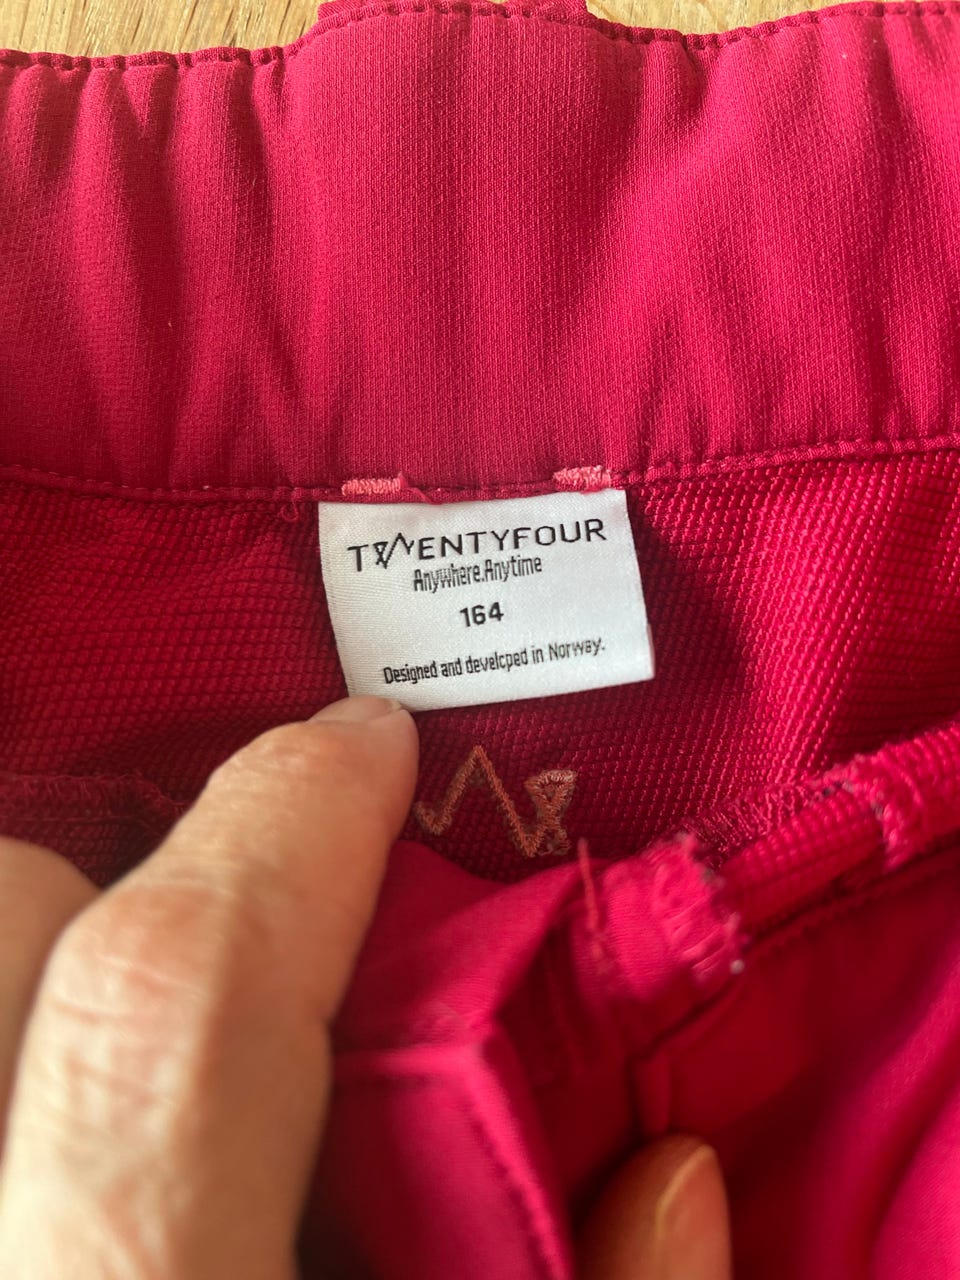 TWENTYFOUR
Anywhere.Anytime
164
Designed and develcped in Norway.